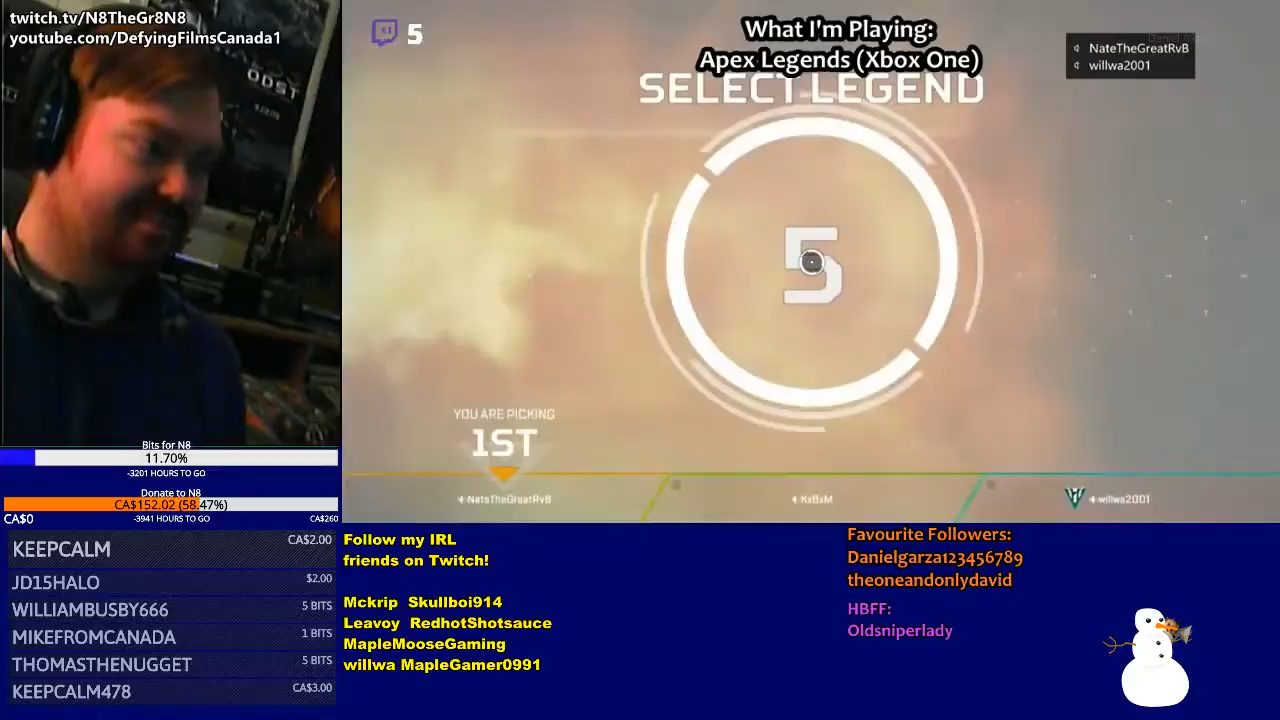 twitch.tv/N8TheGr8N8
youtube.com/DefyingFilmsCanada1
ODST
5
What I'm Playing:
Apex Legends (Xbox One)
NateTheGreatRvB
willwa2001
SELECT LEGEND
5
YOU ARE PICKING
1ST
NateTheGreatRvB
KxBxM
willwa2001
Bits for N8
11.70%
-3201 HOURS TO GO
Donate to N8
CA$152.02 (58.47%)
CA$0
-3941 HOURS TO GO
CA$260
KEEPCALM CA$2.00
JD15HALO $2.00
WILLIAMBUSBY666 5 BITS
MIKEFROMCANADA 1 BITS
THOMASTHENUGGET 5 BITS
KEEPCALM478 CA$3.00
Follow my IRL
friends on Twitch!
Mckrip Skullboi914
Leavoy RedhotShotsauce
MapleMooseGaming
willwa MapleGamer0991
Favourite Followers:
Danielgarza123456789
theoneandonlydavid
HBFF:
Oldsniperlady